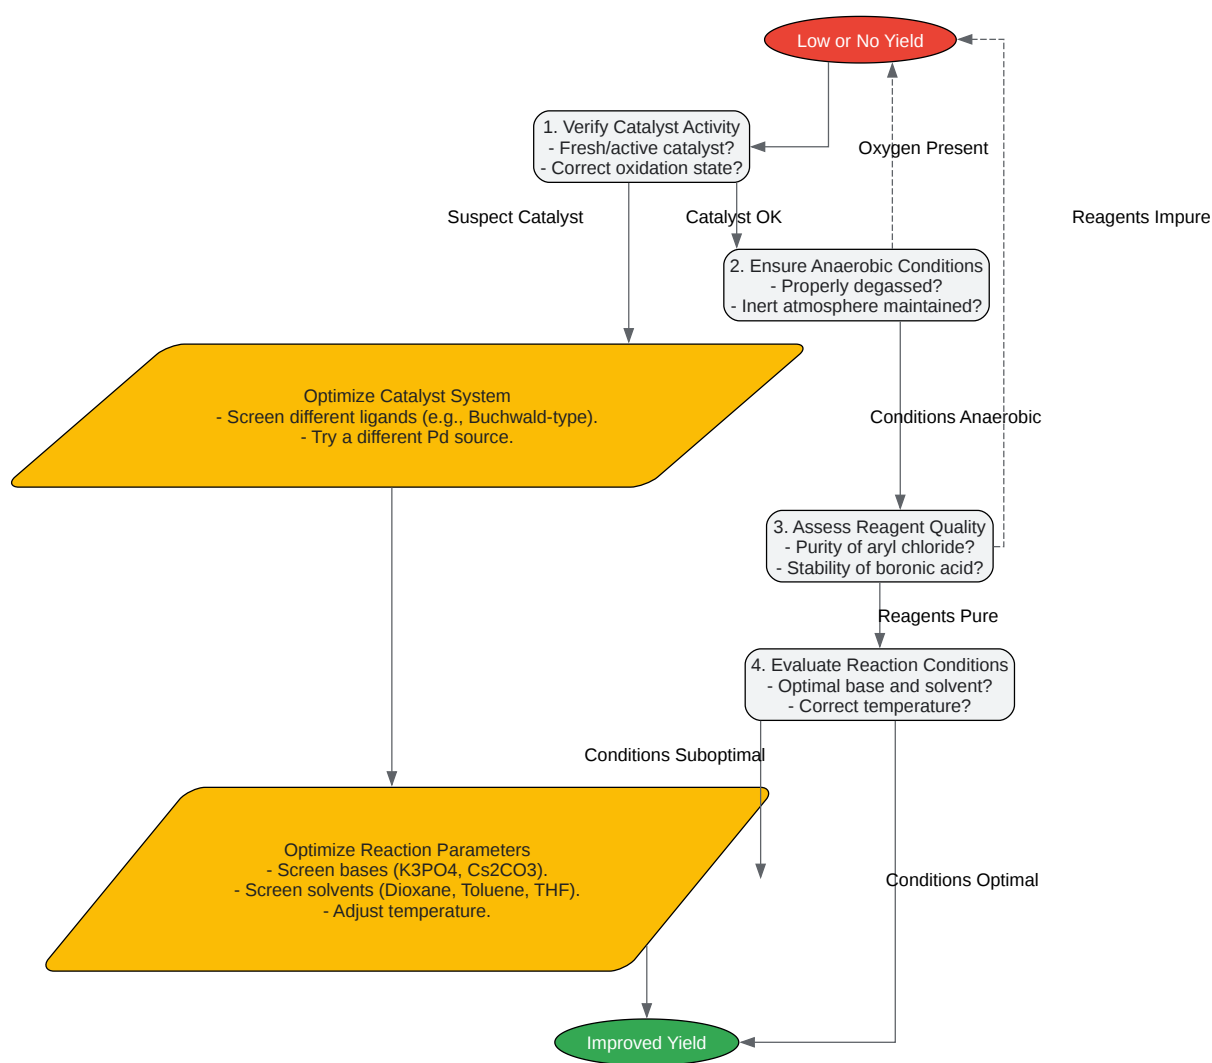 Low or No Yield
1. Verify Catalyst Activity
- Fresh/active catalyst?
- Correct oxidation state?
Oxygen Present
Suspect Catalyst
Catalyst OK
Reagents Impure
2. Ensure Anaerobic Conditions
- Properly degassed?
- Inert atmosphere maintained?
Optimize Catalyst System
- Screen different ligands (e.g., Buchwald-type).
- Try a different Pd source.
Conditions Anaerobic
3. Assess Reagent Quality
- Purity of aryl chloride?
- Stability of boronic acid?
Reagents Pure
4. Evaluate Reaction Conditions
- Optimal base and solvent?
- Correct temperature?
Conditions Suboptimal
Optimize Reaction Parameters
- Screen bases (K3PO4, Cs2CO3).
- Screen solvents (Dioxane, Toluene, THF).
- Adjust temperature.
Conditions Optimal
Improved Yield